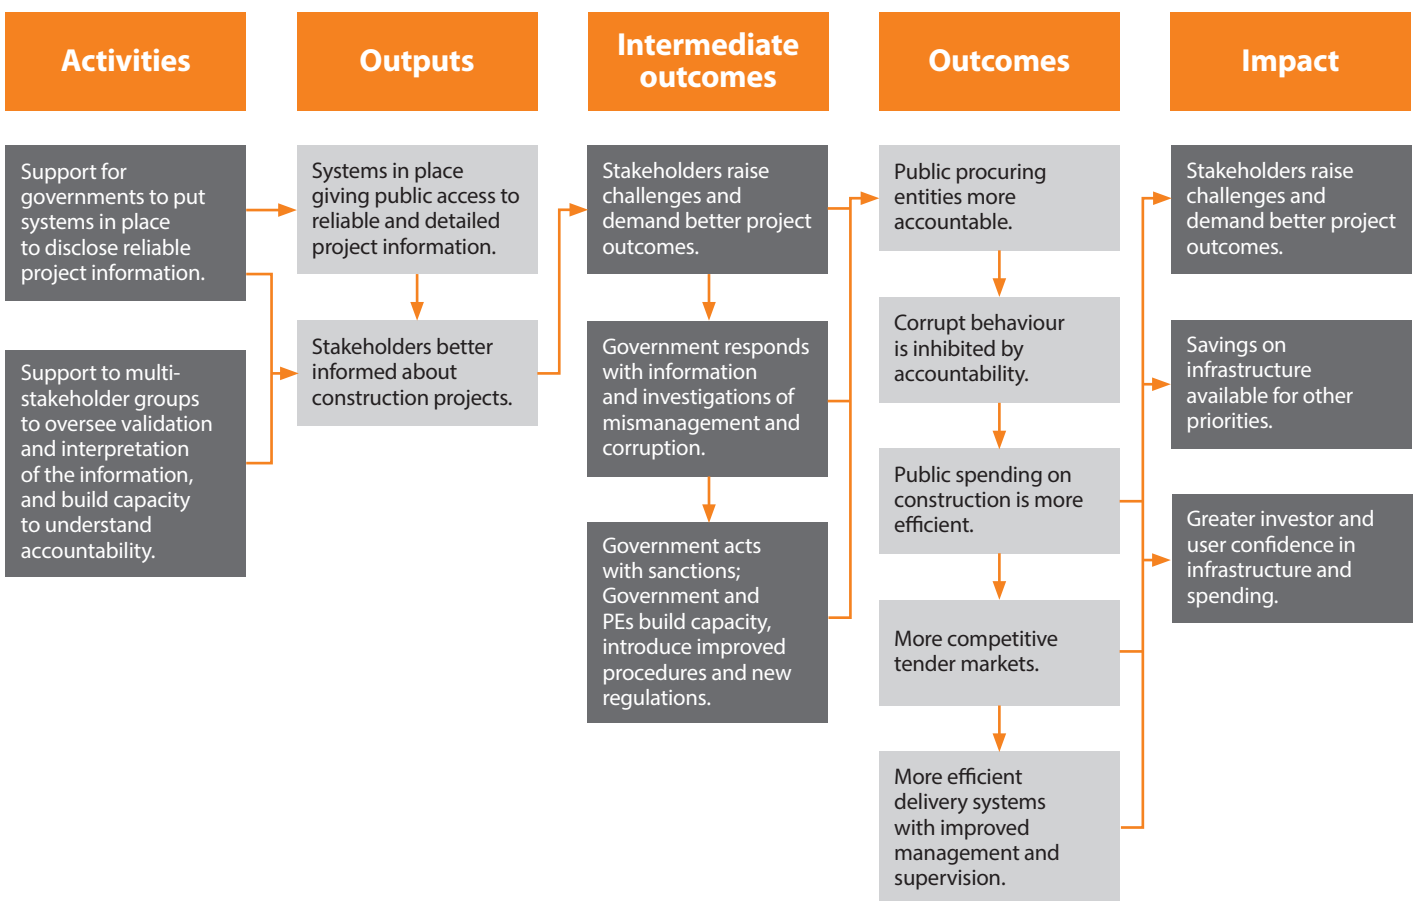 Activities
Outputs
Intermediate
outcomes
Outcomes
Impact
Support for
governments to put
systems in place
to disclose reliable
project information.
Support to multi-
stakeholder groups
to oversee validation
and interpretation
of the information,
and build capacity
to understand
accountability.
Systems in place
giving public access to
reliable and detailed
project information.
Stakeholders better
informed about
construction projects.
Stakeholders raise
challenges and
demand better project
outcomes.
Government responds
with information
and investigations of
mismanagement and
corruption.
Government acts
with sanctions;
Government and
PEs build capacity,
introduce improved
procedures and new
regulations.
Public procuring
entities more
accountable.
Corrupt behaviour
is inhibited by
accountability.
Public spending on
construction is more
efficient.
More competitive
tender markets.
More efficient
delivery systems
with improved
management and
supervision.
Stakeholders raise
challenges and
demand better project
outcomes.
Savings on
infrastructure
available for other
priorities.
Greater investor and
user confidence in
infrastructure and
spending.